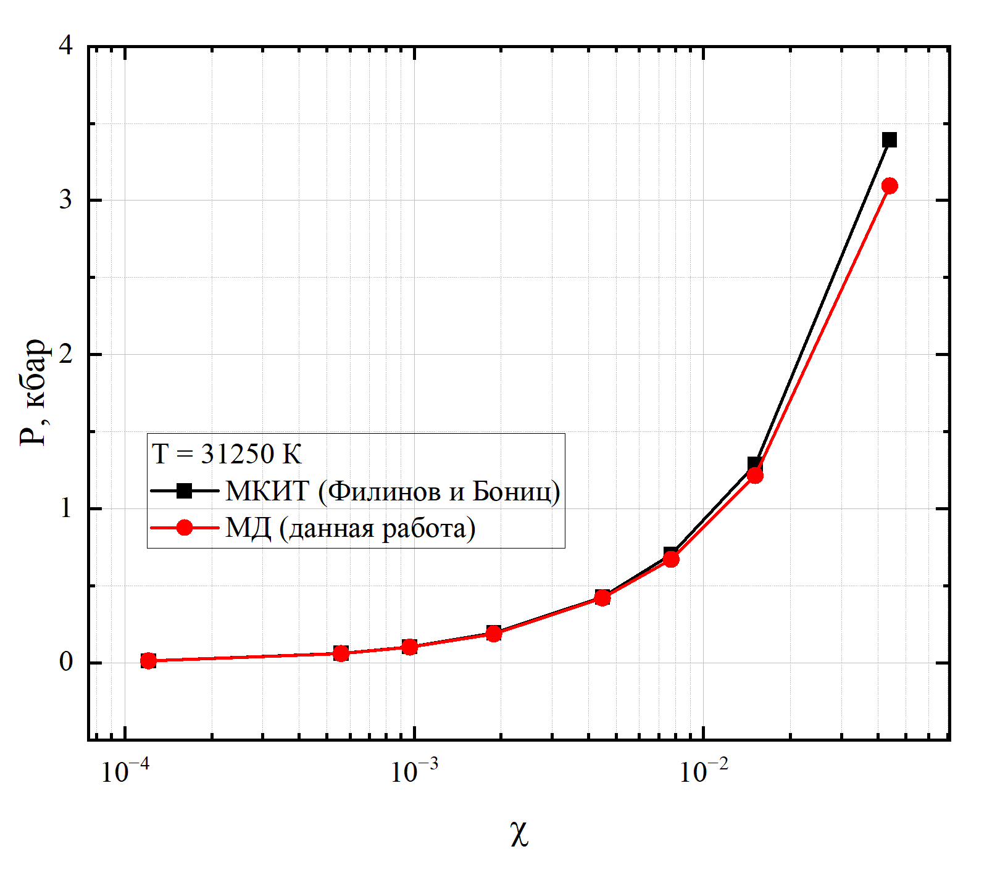 4
3
2
1
0
P, кбар
T = 31250 К
МКИТ (Филинов и Бониц)
МД (данная работа)
10⁻⁴ 10⁻³ 10⁻²
χ